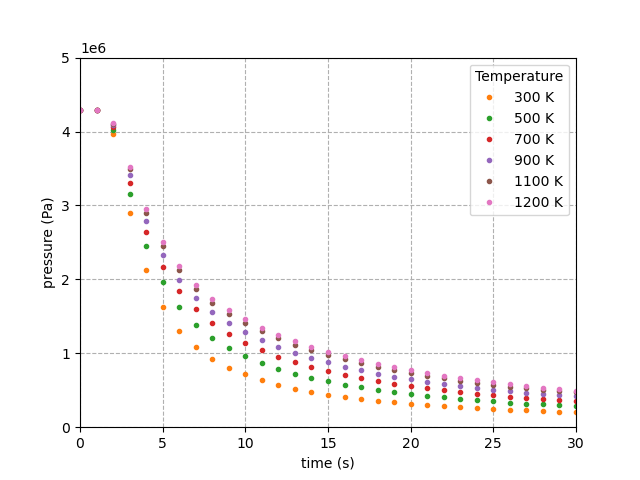 1e6
5
4
3
2
1
0
pressure (Pa)
Temperature
300 K
500 K
700 K
900 K
1100 K
1200 K
0 5 10 15 20 25 30
time (s)